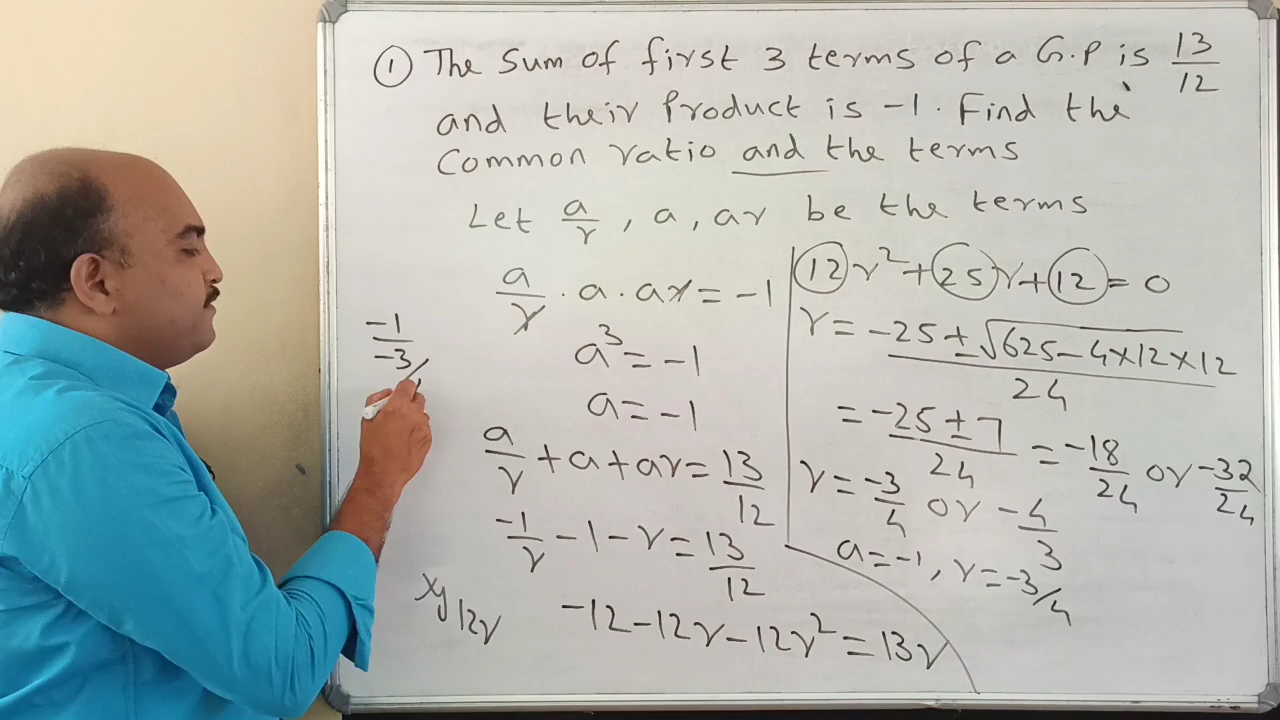 ① The Sum of first 3 terms of a G.P is 13/12
and their Product is -1. Find the
Common ratio and the terms
Let a/r, a, ar be the terms
a/r · a · ar = -1
a³ = -1
a = -1
a/r + a + ar = 13/12
-1/r - 1 - r = 13/12
xy 12r
-12 - 12r - 12r² = 13r
12r² + 25r + 12 = 0
r = -25 ± √625 - 4×12×12 / 24
= -25 ± 7 / 24 = -18/24 or -32/24
r = -3/4 or -4/3
a = -1, r = -3/4
-1/-3/